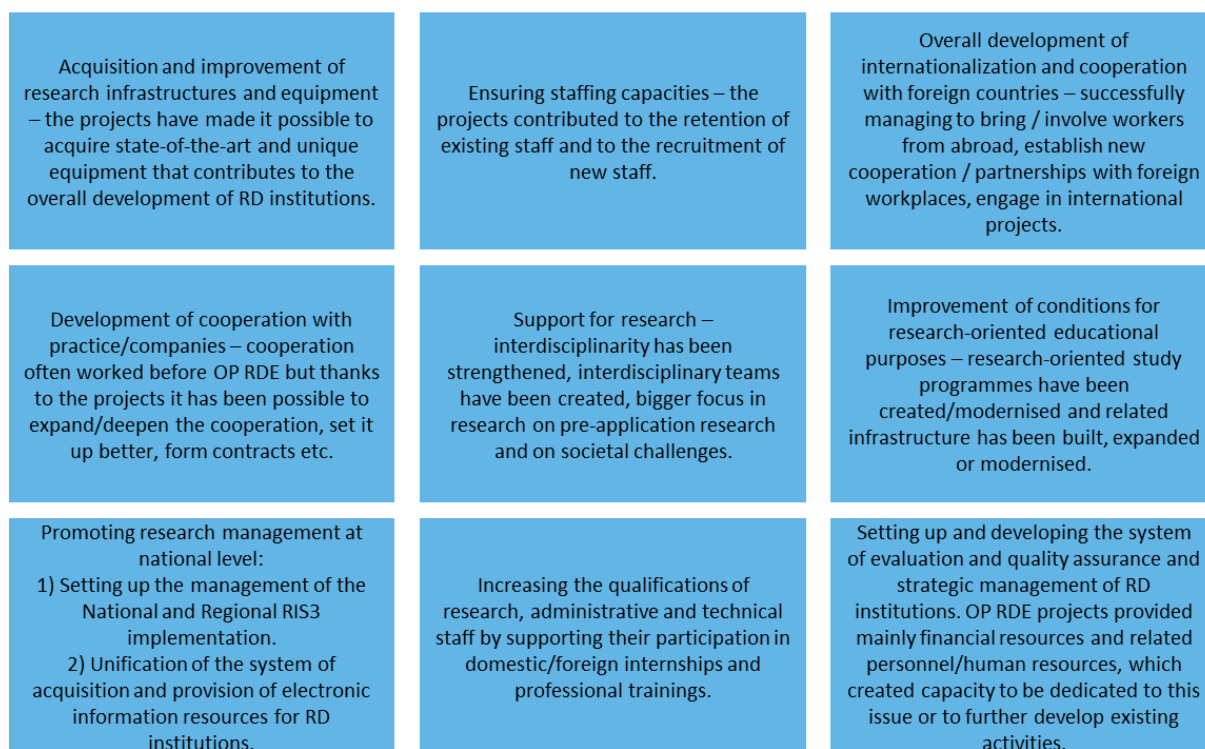 Acquisition and improvement of
research infrastructures and equipment
– the projects have made it possible to
acquire state-of-the-art and unique
equipment that contributes to the
overall development of RD institutions.
Ensuring staffing capacities – the
projects contributed to the retention of
existing staff and to the recruitment of
new staff.
Overall development of
internationalization and cooperation
with foreign countries – successfully
managing to bring / involve workers
from abroad, establish new
cooperation / partnerships with foreign
workplaces, engage in international
projects.
Development of cooperation with
practice/companies – cooperation
often worked before OP RDE but thanks
to the projects it has been possible to
expand/deepen the cooperation, set it
up better, form contracts etc.
Support for research –
interdisciplinarity has been
strengthened, interdisciplinary teams
have been created, bigger focus in
research on pre-application research
and on societal challenges.
Improvement of conditions for
research-oriented educational
purposes – research-oriented study
programmes have been
created/modernised and related
infrastructure has been built, expanded
or modernised.
Promoting research management at
national level:
1) Setting up the management of the
National and Regional RIS3
implementation.
2) Unification of the system of
acquisition and provision of electronic
information resources for RD
institutions.
Increasing the qualifications of
research, administrative and technical
staff by supporting their participation in
domestic/foreign internships and
professional trainings.
Setting up and developing the system
of evaluation and quality assurance and
strategic management of RD
institutions. OP RDE projects provided
mainly financial resources and related
personnel/human resources, which
created capacity to be dedicated to this
issue or to further develop existing
activities.